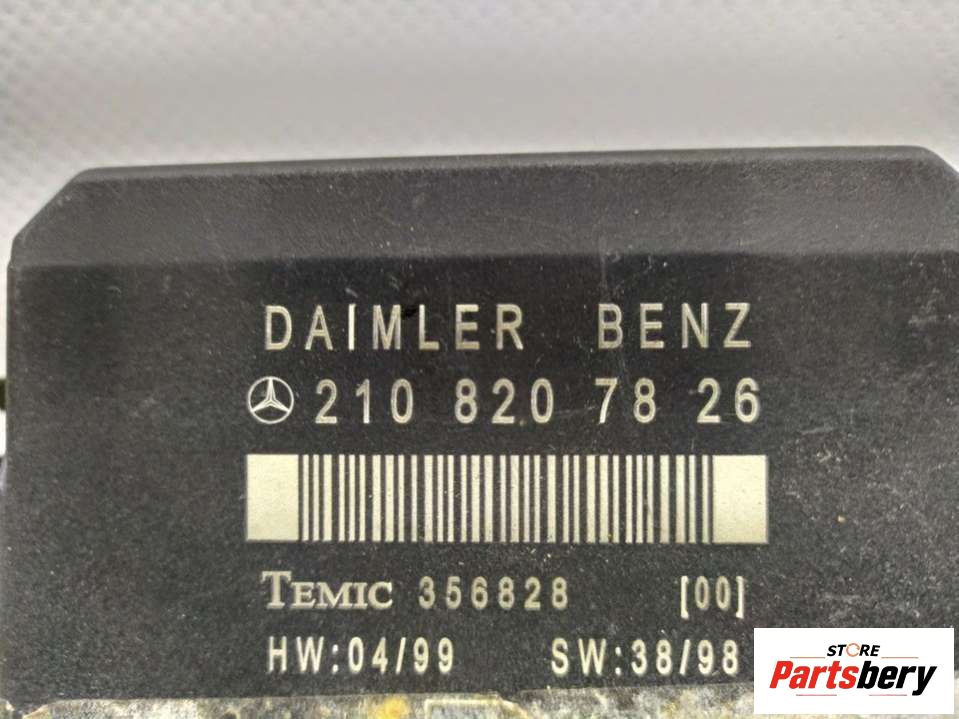 DAIMLER BENZ
210 820 78 26
TEMIC 356828 [00]
HW:04/99 SW:38/98
STORE
Partsbery